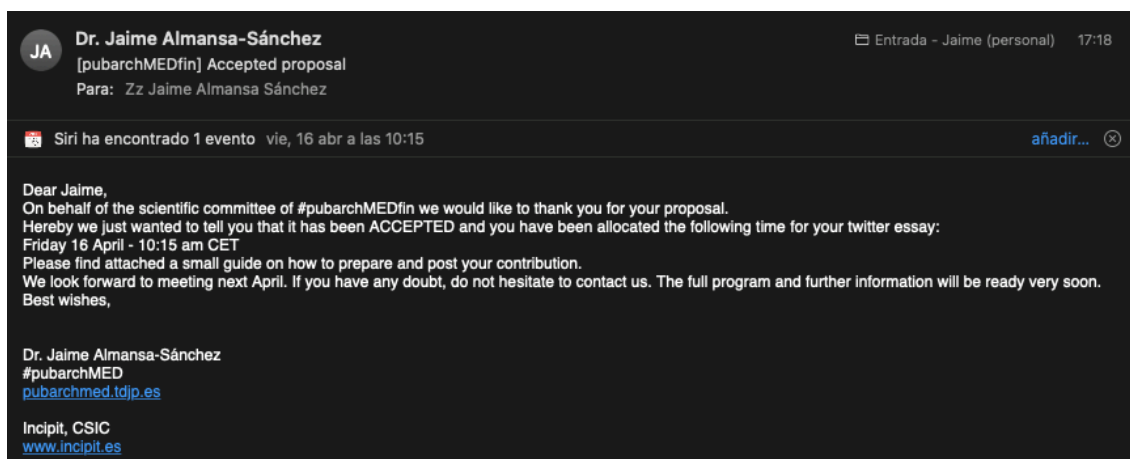 JA
Dr. Jaime Almansa-Sánchez
Entrada - Jaime (personal) 17:18
[pubarchMEDfin] Accepted proposal
Para: Zz Jaime Almansa Sánchez
Siri ha encontrado 1 evento vie, 16 abr a las 10:15 añadir...
Dear Jaime,
On behalf of the scientific committee of #pubarchMEDfin we would like to thank you for your proposal.
Hereby we just wanted to tell you that it has been ACCEPTED and you have been allocated the following time for your twitter essay:
Friday 16 April - 10:15 am CET
Please find attached a small guide on how to prepare and post your contribution.
We look forward to meeting next April. If you have any doubt, do not hesitate to contact us. The full program and further information will be ready very soon.
Best wishes,
Dr. Jaime Almansa-Sánchez
#pubarchMED
pubarchmed.tdjp.es
Incipit, CSIC
www.incipit.es